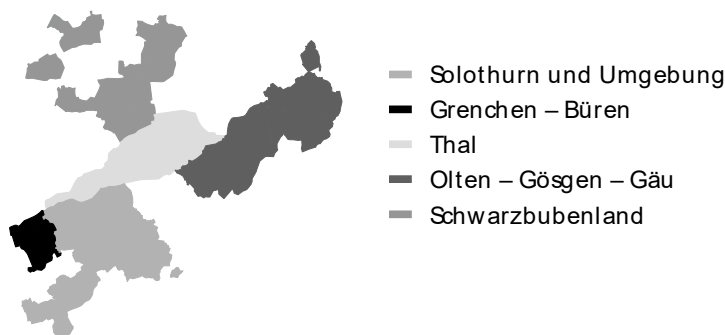 Solothurn und Umgebung
Grenchen – Büren
Thal
Olten – Gösgen – Gäu
Schwarzbubenland